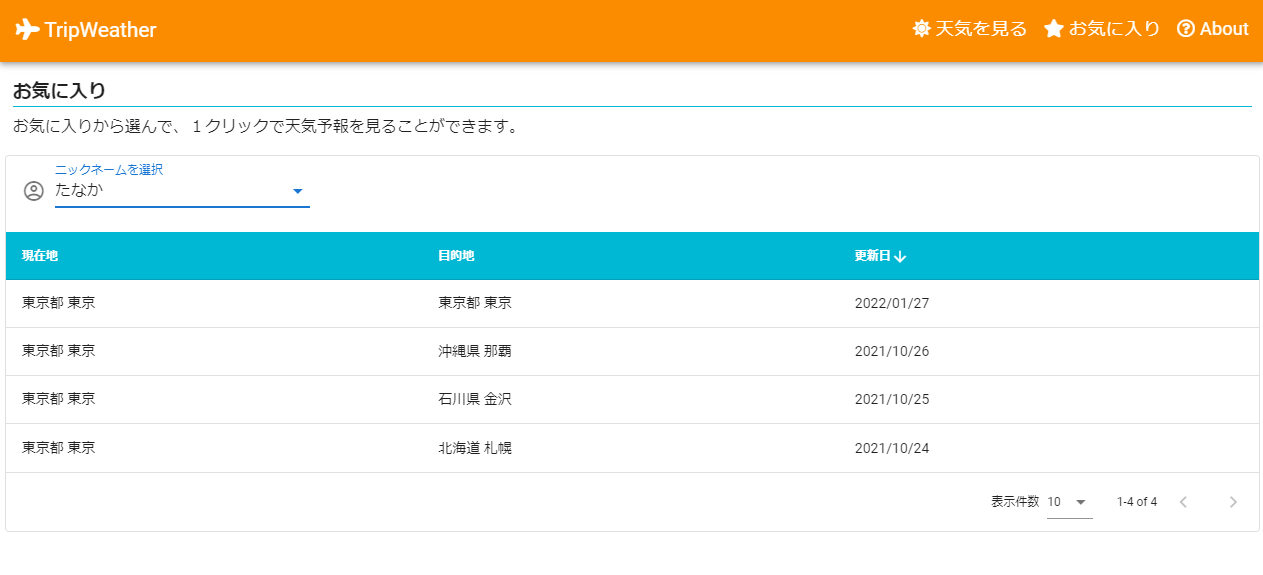 TripWeather 天気を見る お気に入り About
お気に入り
お気に入りから選んで、１クリックで天気予報を見ることができます。
ニックネームを選択
たなか
現在地 目的地 更新日
東京都 東京 東京都 東京 2022/01/27
東京都 東京 沖縄県 那覇 2021/10/26
東京都 東京 石川県 金沢 2021/10/25
東京都 東京 北海道 札幌 2021/10/24
表示件数 10 1-4 of 4